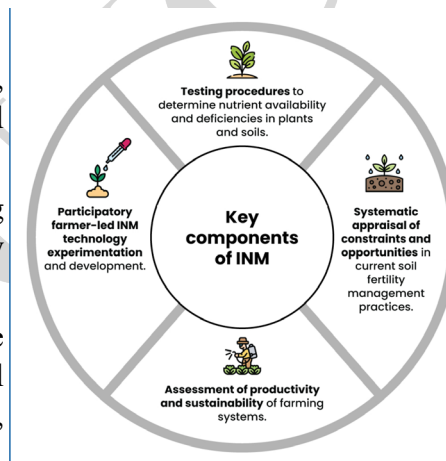 Testing procedures to
determine nutrient availability
and deficiencies in plants
and soils.
Participatory
farmer-led INM
technology
experimentation
and development.
Key
components
of INM
Systematic
appraisal of
constraints and
opportunities in
current soil
fertility
management
practices.
Assessment of productivity
and sustainability of farming
systems.